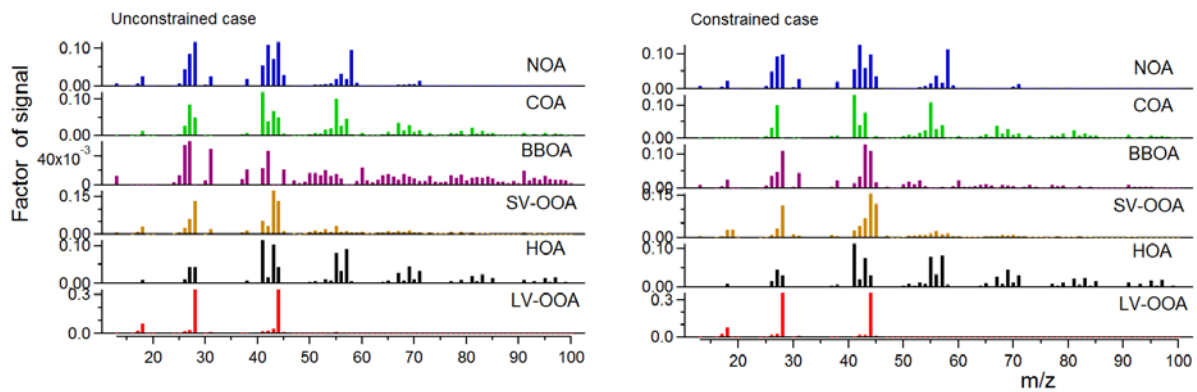 Unconstrained case
Factor of signal
0.10
0.00
NOA
0.10
0.00
COA
40x10⁻³
0
BBOA
0.15
0.00
SV-OOA
0.10
0.00
HOA
0.3
0.0
LV-OOA
20 30 40 50 60 70 80 90 100
Constrained case
0.10
0.00
NOA
0.10
0.00
COA
0.10
0.00
BBOA
0.15
0.00
SV-OOA
0.10
0.00
HOA
0.3
0.0
LV-OOA
20 30 40 50 60 70 80 90 100
m/z